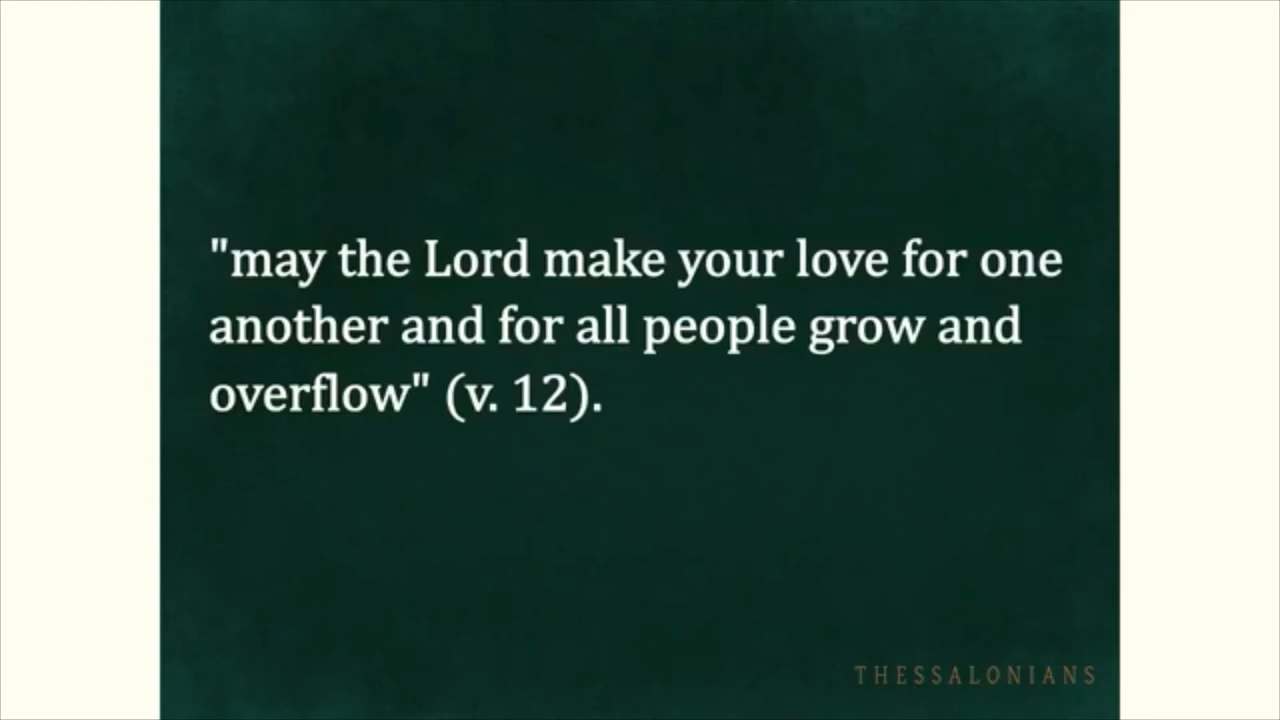 "may the Lord make your love for one
another and for all people grow and
overflow" (v. 12).
THESSALONIANS